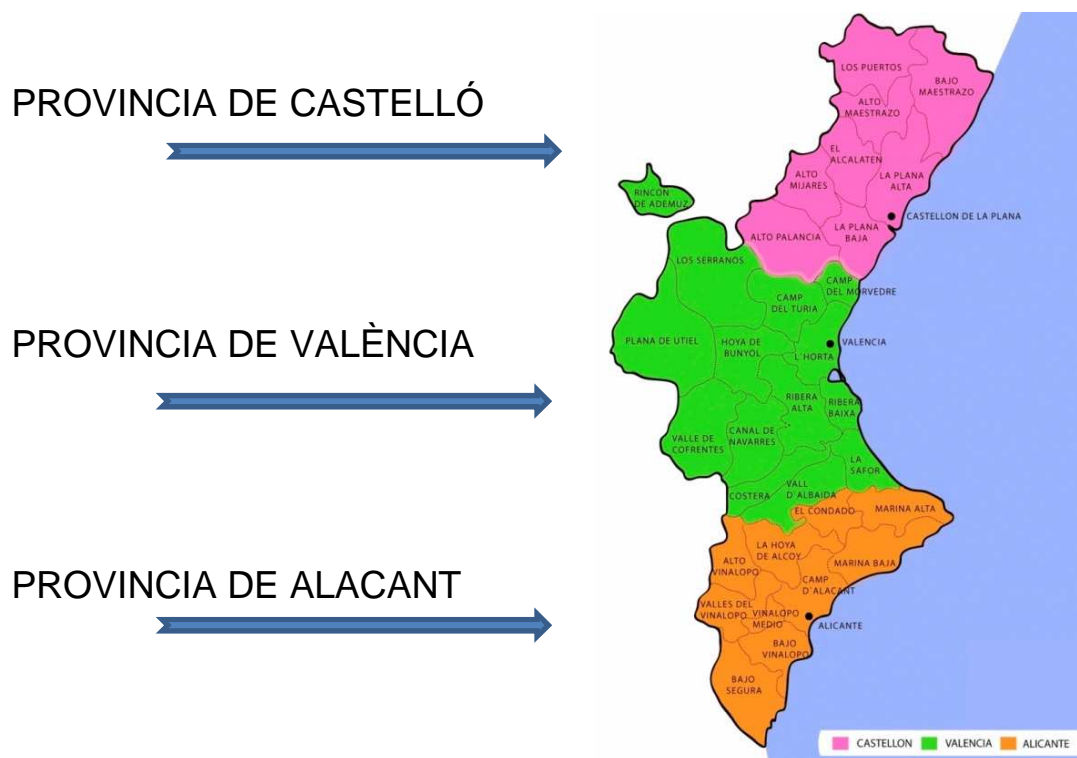 PROVINCIA DE CASTELLÓ
PROVINCIA DE VALÈNCIA
PROVINCIA DE ALACANT
LOS PUERTOS
BAJO
MAESTRAZO
ALTO
MAESTRAZO
EL
ALCALATEN
ALTO
MIJARES
LA PLANA
ALTA
RINCON
DE ADEMUZ
CASTELLON DE LA PLANA
ALTO PALANCIA
LA PLANA
BAJA
LOS SERRANOS
CAMP
DEL MORVEDRE
CAMP
DEL TURIA
PLANA DE UTIEL
HOYA DE
BUNYOL
VALENCIA
L'HORTA
RIBERA
ALTA
RIBERA
BAIXA
VALLE DE
COFRENTES
CANAL DE
NAVARRES
LA
SAFOR
COSTERA
VALL
D'ALBAIDA
EL CONDADO
MARINA ALTA
LA HOYA
DE ALCOY
ALTO
VINALOPO
MARINA BAJA
CAMP
D'ALACANT
VALLES DEL
VINALOPO
VINALOPO
MEDIO
ALICANTE
BAJO
VINALOPO
BAJO
SEGURA
CASTELLON VALENCIA ALICANTE